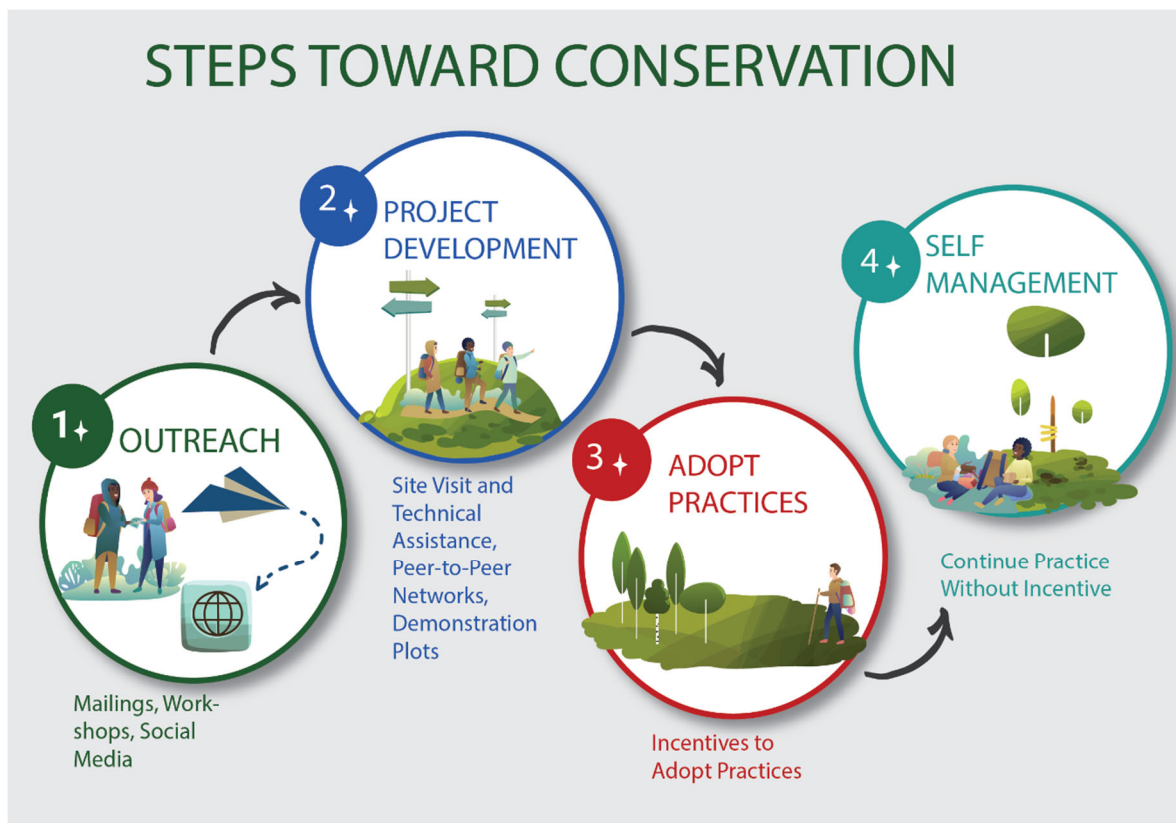 STEPS TOWARD CONSERVATION
1
OUTREACH
Mailings, Work-
shops, Social
Media
2
PROJECT
DEVELOPMENT
Site Visit and
Technical
Assistance,
Peer-to-Peer
Networks,
Demonstration
Plots
3
ADOPT
PRACTICES
Incentives to
Adopt Practices
4
SELF
MANAGEMENT
Continue Practice
Without Incentive